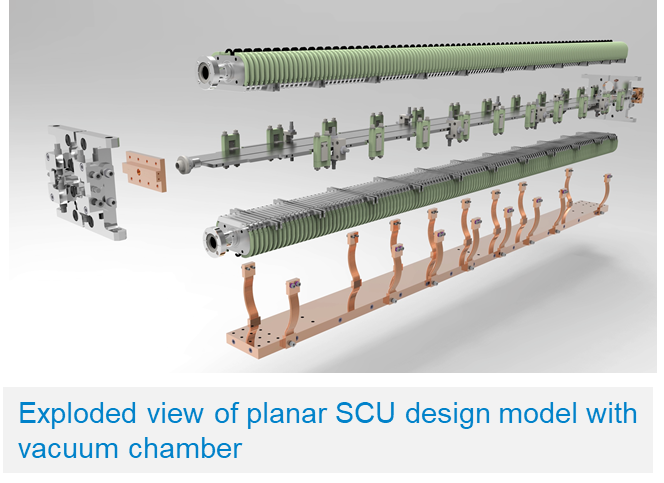 Exploded view of planar SCU design model with
vacuum chamber